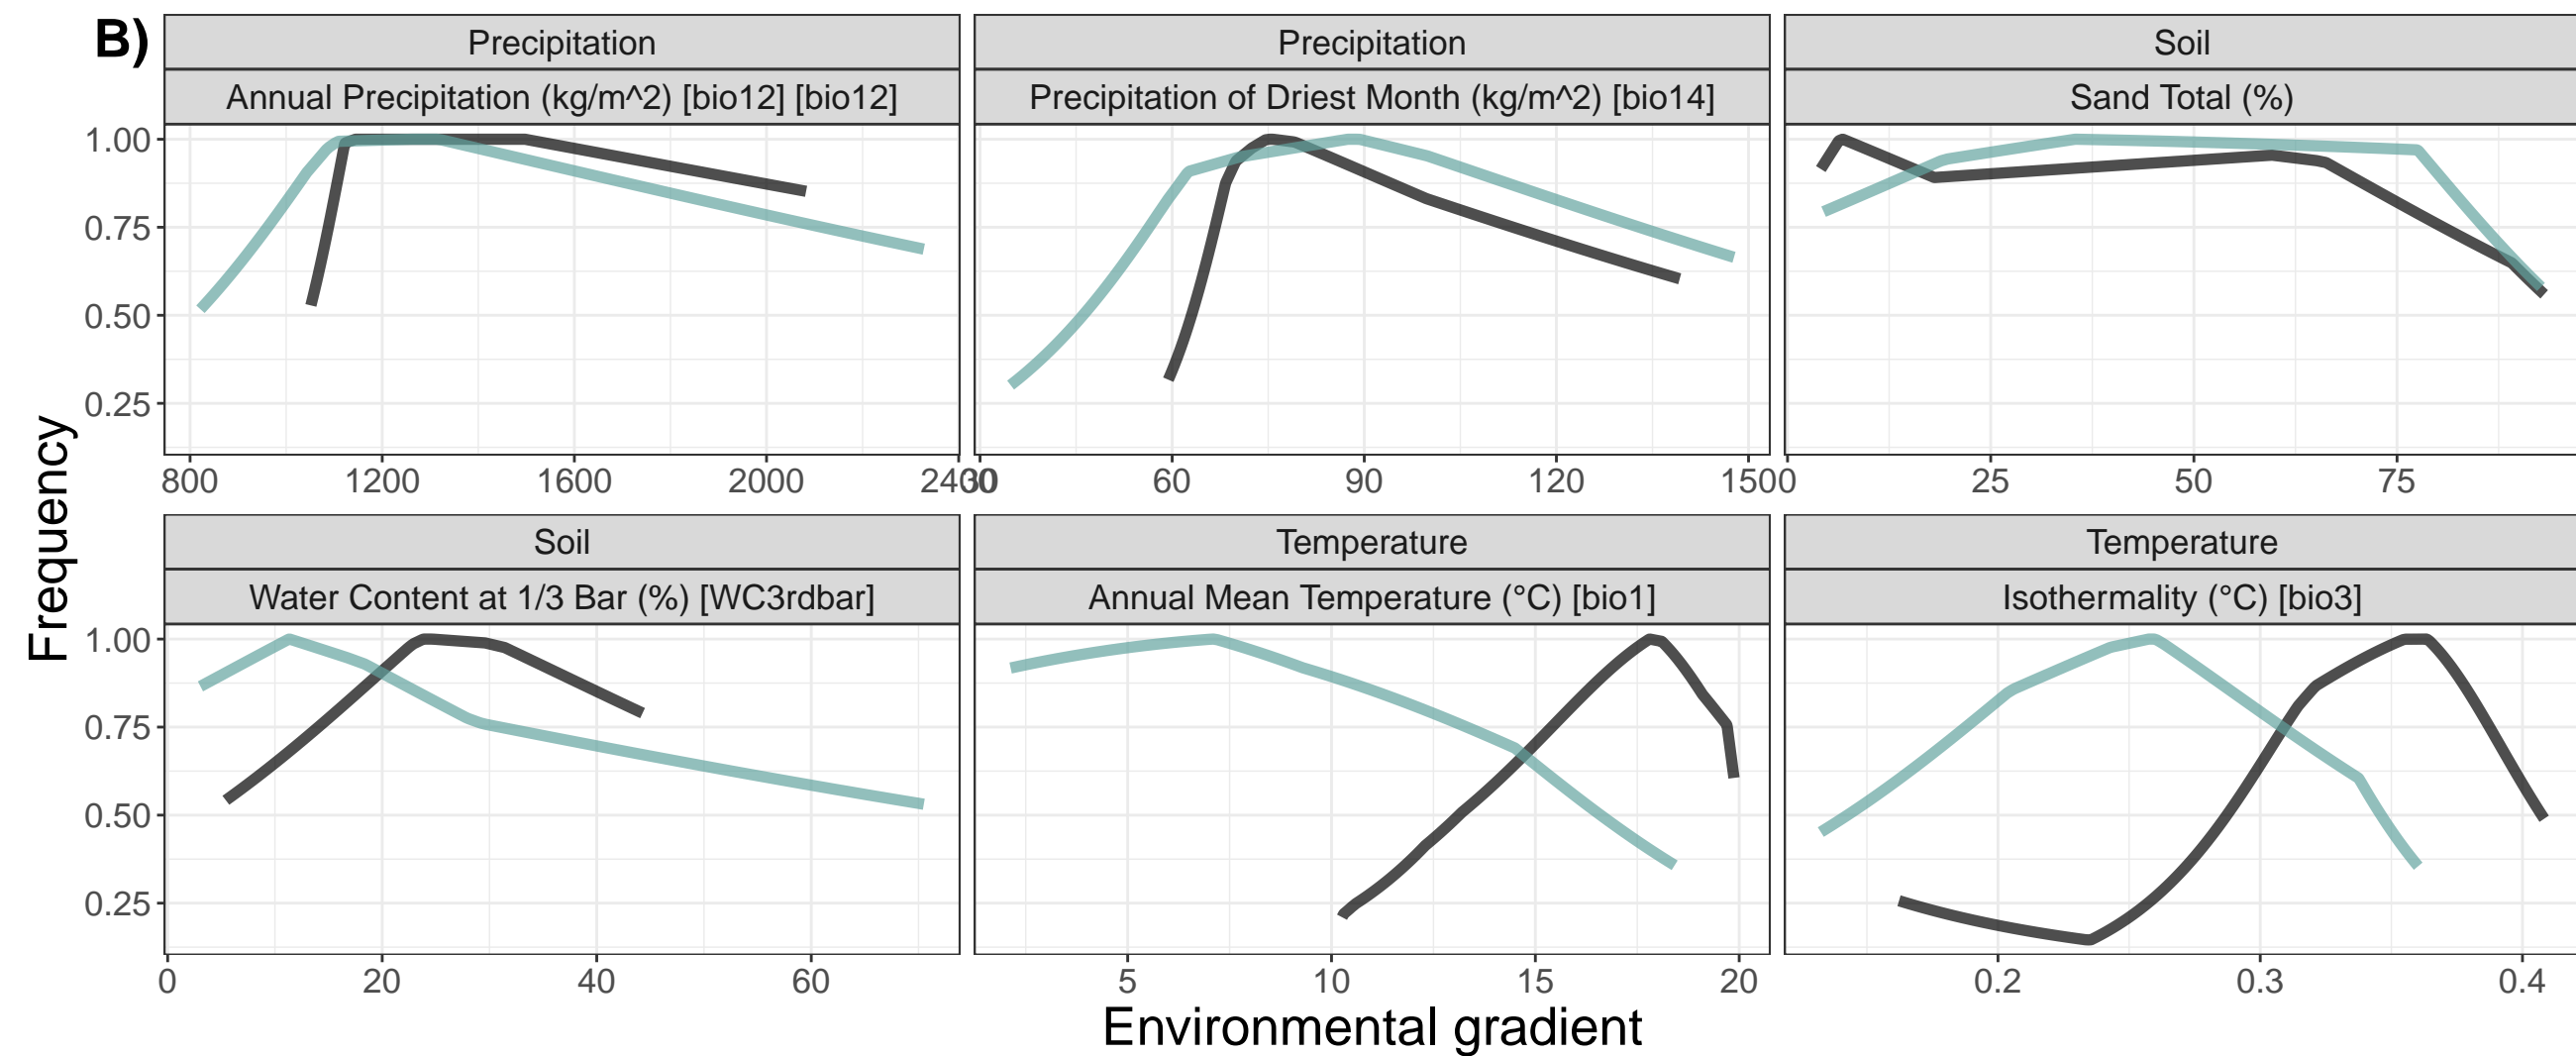 B)
Precipitation
Precipitation
Soil
Annual Precipitation (kg/m^2) [bio12] [bio12]
Precipitation of Driest Month (kg/m^2) [bio14]
Sand Total (%)
1.00
0.75
0.50
0.25
800 1200 1600 2000 2400
30 60 90 120 150
0 25 50 75
Soil
Temperature
Temperature
Water Content at 1/3 Bar (%) [WC3rdbar]
Annual Mean Temperature (°C) [bio1]
Isothermality (°C) [bio3]
1.00
0.75
0.50
0.25
0 20 40 60
5 10 15 20
0.2 0.3 0.4
Frequency
Environmental gradient